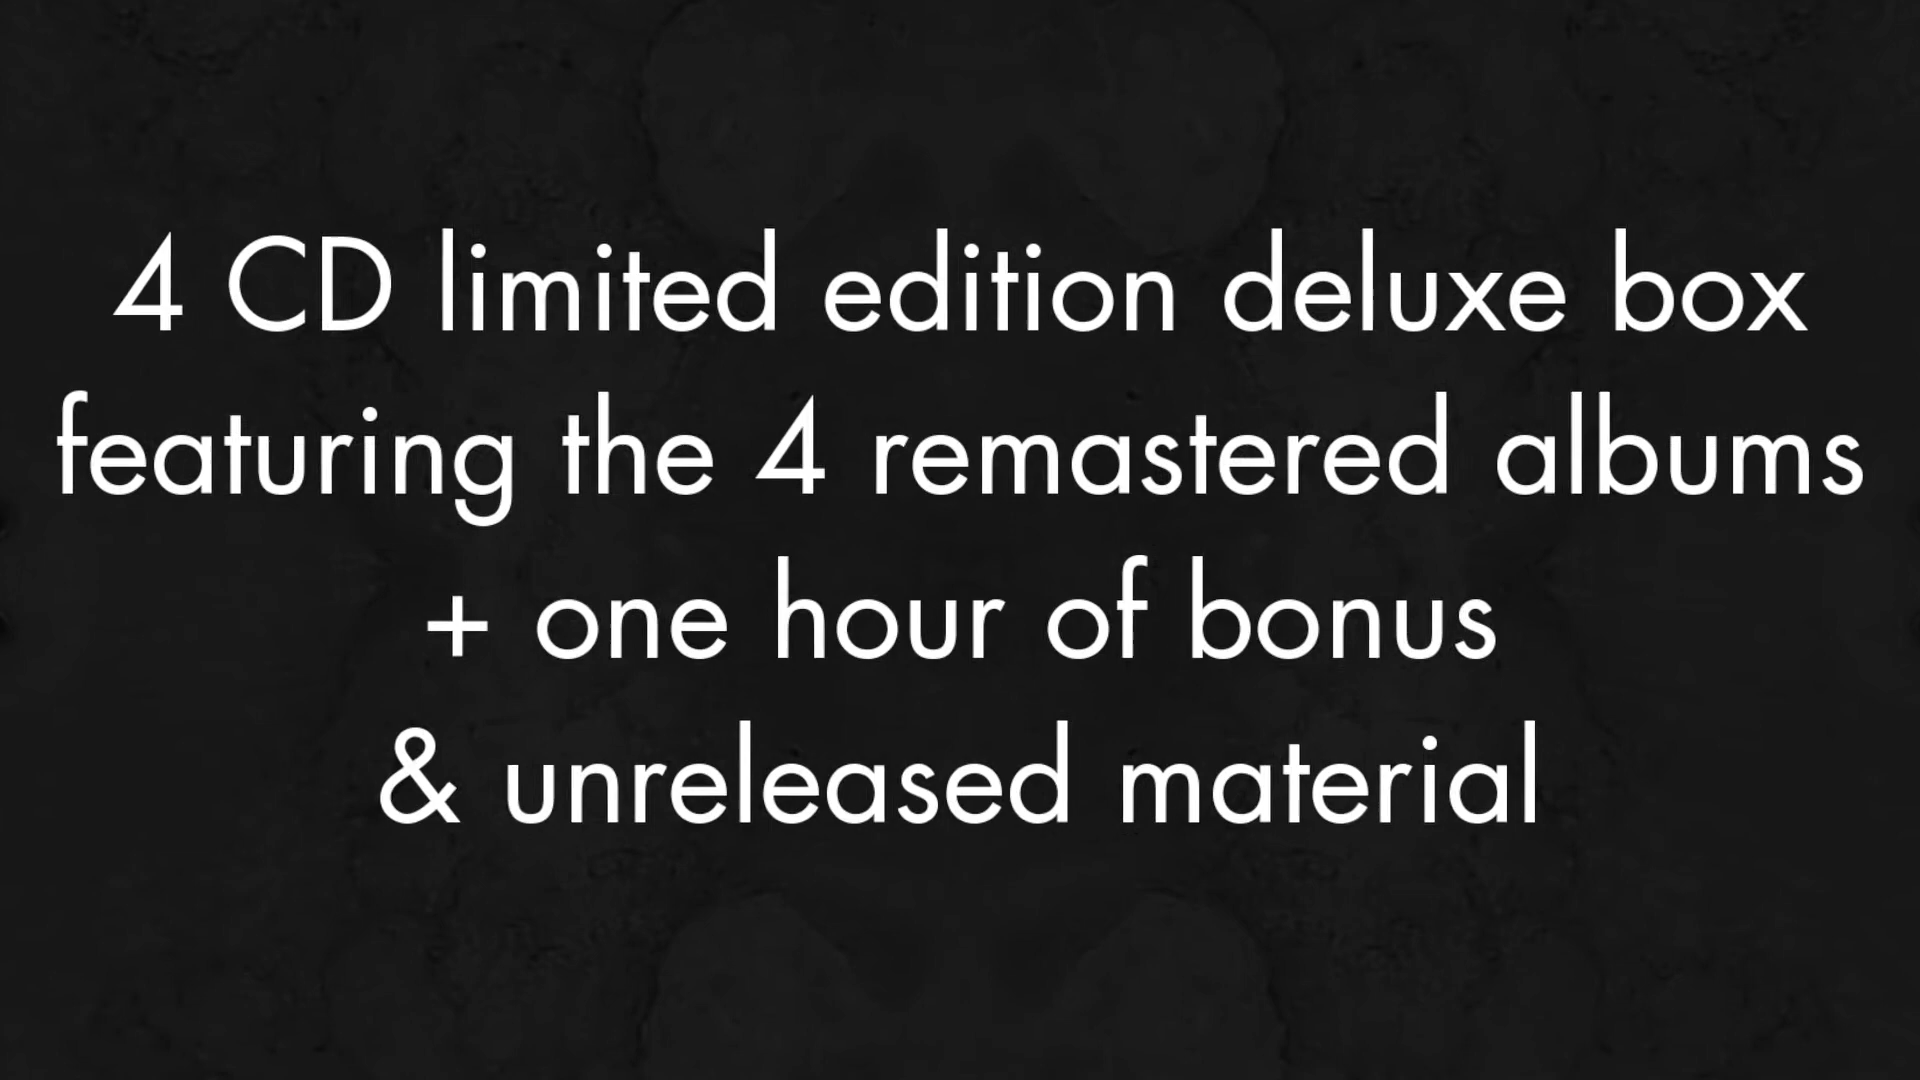 4 CD limited edition deluxe box
featuring the 4 remastered albums
+ one hour of bonus
& unreleased material